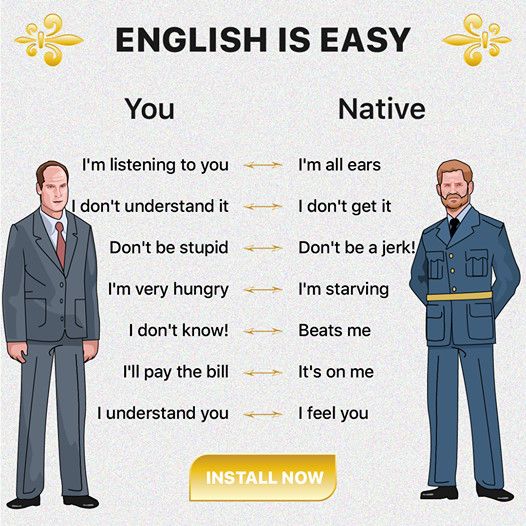 ENGLISH IS EASY
You Native
I'm listening to you I'm all ears
I don't understand it I don't get it
Don't be stupid Don't be a jerk!
I'm very hungry I'm starving
I don't know! Beats me
I'll pay the bill It's on me
I understand you I feel you
INSTALL NOW